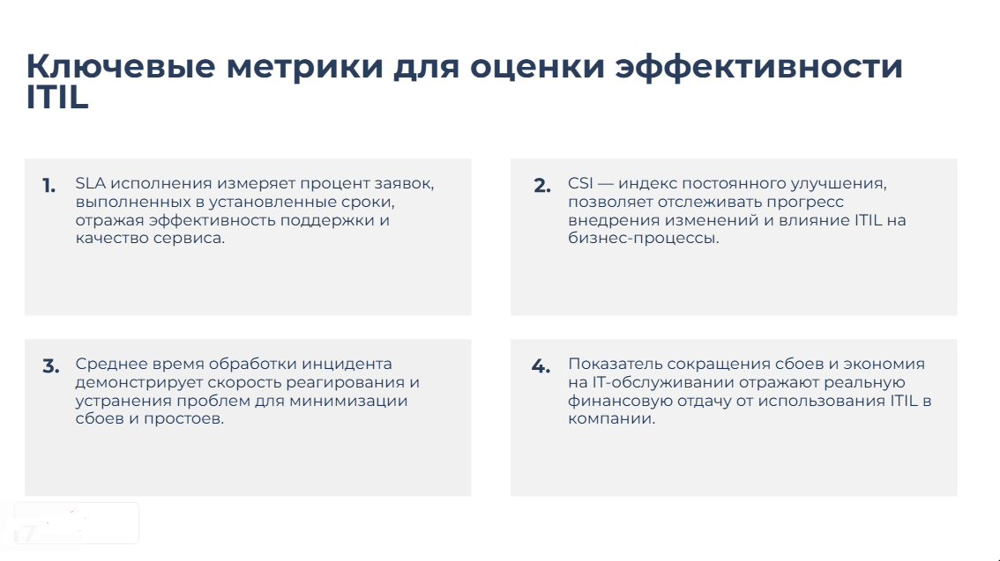 Ключевые метрики для оценки эффективности
ITIL
1.
SLA исполнения измеряет процент заявок,
выполненных в установленные сроки,
отражая эффективность поддержки и
качество сервиса.
2.
CSI — индекс постоянного улучшения,
позволяет отслеживать прогресс
внедрения изменений и влияние ITIL на
бизнес-процессы.
3.
Среднее время обработки инцидента
демонстрирует скорость реагирования и
устранения проблем для минимизации
сбоев и простоев.
4.
Показатель сокращения сбоев и экономия
на IT-обслуживании отражают реальную
финансовую отдачу от использования ITIL в
компании.